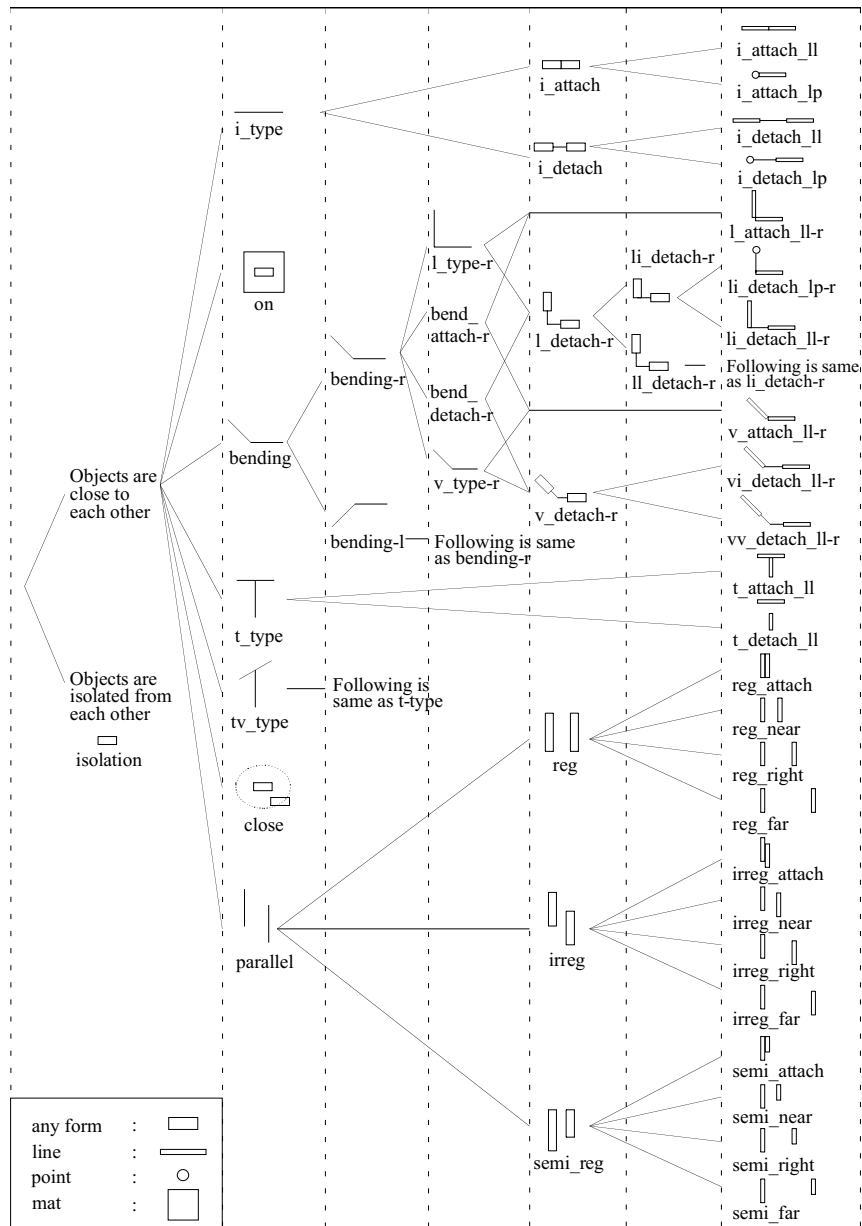 i_attach_ll
i_attach
i_attach_lp
i_type
i_detach_ll
i_detach
i_detach_lp
l_attach_ll-r
l_type-r
li_detach-r
on
li_detach_lp-r
bend_
attach-r
l_detach-r
li_detach_ll-r
bending-r
ll_detach-r
Following is same
as li_detach-r
bend_
detach-r
v_attach_ll-r
bending
v_type-r
vi_detach_ll-r
Objects are
close to
each other
v_detach-r
bending-l
Following is same
as bending-r
vv_detach_ll-r
t_attach_ll
t_type
t_detach_ll
Objects are
isolated from
each other
Following is
same as t-type
reg_attach
tv_type
reg_near
isolation
reg
reg_right
close
reg_far
irreg_attach
irreg_near
parallel
irreg
irreg_right
irreg_far
semi_attach
semi_near
semi_reg
semi_right
semi_far
any form :
line :
point :
mat :